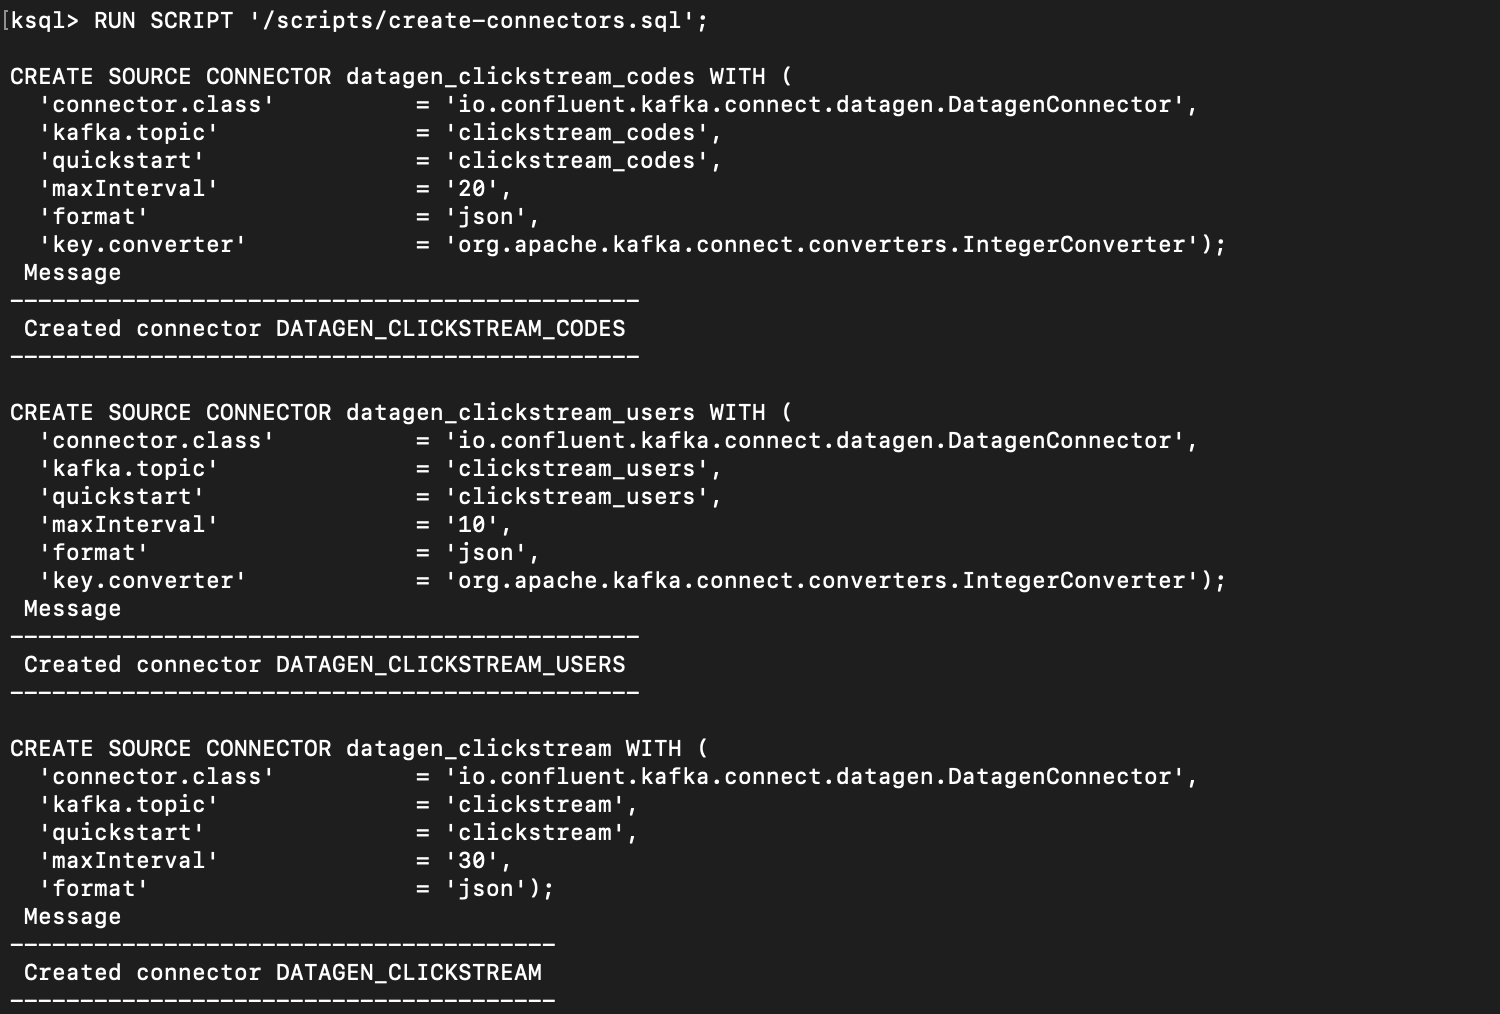 [ksql> RUN SCRIPT '/scripts/create-connectors.sql';
CREATE SOURCE CONNECTOR datagen_clickstream_codes WITH (
  'connector.class'          = 'io.confluent.kafka.connect.datagen.DatagenConnector',
  'kafka.topic'              = 'clickstream_codes',
  'quickstart'               = 'clickstream_codes',
  'maxInterval'              = '20',
  'format'                   = 'json',
  'key.converter'            = 'org.apache.kafka.connect.converters.IntegerConverter');
 Message
---------------------------------------------
 Created connector DATAGEN_CLICKSTREAM_CODES
---------------------------------------------
CREATE SOURCE CONNECTOR datagen_clickstream_users WITH (
  'connector.class'          = 'io.confluent.kafka.connect.datagen.DatagenConnector',
  'kafka.topic'              = 'clickstream_users',
  'quickstart'               = 'clickstream_users',
  'maxInterval'              = '10',
  'format'                   = 'json',
  'key.converter'            = 'org.apache.kafka.connect.converters.IntegerConverter');
 Message
---------------------------------------------
 Created connector DATAGEN_CLICKSTREAM_USERS
---------------------------------------------
CREATE SOURCE CONNECTOR datagen_clickstream WITH (
  'connector.class'          = 'io.confluent.kafka.connect.datagen.DatagenConnector',
  'kafka.topic'              = 'clickstream',
  'quickstart'               = 'clickstream',
  'maxInterval'              = '30',
  'format'                   = 'json');
 Message
---------------------------------------
 Created connector DATAGEN_CLICKSTREAM
---------------------------------------